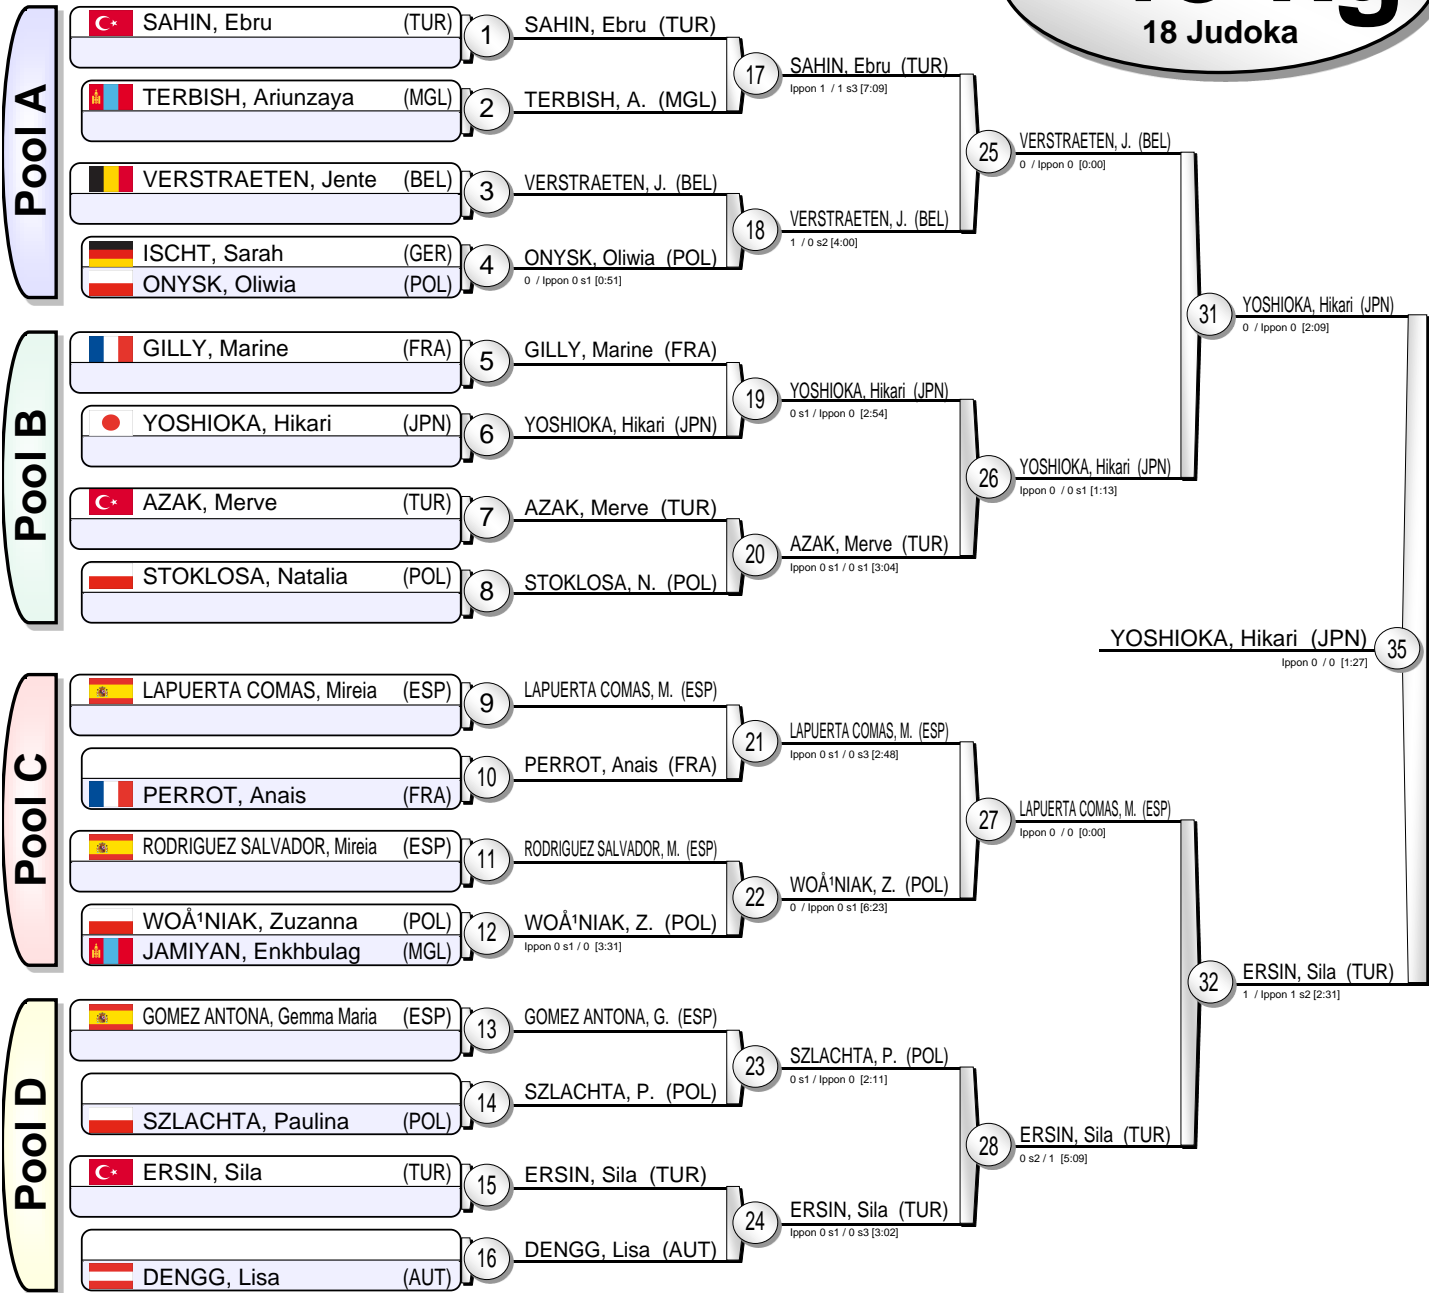 18 Judoka
Pool A
SAHIN, Ebru (TUR)
1
SAHIN, Ebru (TUR)
TERBISH, Ariunzaya (MGL)
2
TERBISH, A. (MGL)
17
SAHIN, Ebru (TUR)
Ippon 1 / 1 s3 [7:09]
VERSTRAETEN, Jente (BEL)
3
VERSTRAETEN, J. (BEL)
ISCHT, Sarah (GER)
ONYSK, Oliwia (POL)
4
ONYSK, Oliwia (POL)
0 / Ippon 0 s1 [0:51]
18
VERSTRAETEN, J. (BEL)
1 / 0 s2 [4:00]
25
VERSTRAETEN, J. (BEL)
0 / Ippon 0 [0:00]
Pool B
GILLY, Marine (FRA)
5
GILLY, Marine (FRA)
YOSHIOKA, Hikari (JPN)
6
YOSHIOKA, Hikari (JPN)
19
YOSHIOKA, Hikari (JPN)
0 s1 / Ippon 0 [2:54]
AZAK, Merve (TUR)
7
AZAK, Merve (TUR)
STOKLOSA, Natalia (POL)
8
STOKLOSA, N. (POL)
20
AZAK, Merve (TUR)
Ippon 0 s1 / 0 s1 [3:04]
26
YOSHIOKA, Hikari (JPN)
Ippon 0 / 0 s1 [1:13]
31
YOSHIOKA, Hikari (JPN)
0 / Ippon 0 [2:09]
YOSHIOKA, Hikari (JPN)
35
Ippon 0 / 0 [1:27]
Pool C
LAPUERTA COMAS, Mireia (ESP)
9
LAPUERTA COMAS, M. (ESP)
PERROT, Anais (FRA)
10
PERROT, Anais (FRA)
21
LAPUERTA COMAS, M. (ESP)
Ippon 0 s1 / 0 s3 [2:48]
RODRIGUEZ SALVADOR, Mireia (ESP)
11
RODRIGUEZ SALVADOR, M. (ESP)
WOÅ¹NIAK, Zuzanna (POL)
JAMIYAN, Enkhbulag (MGL)
12
WOÅ¹NIAK, Z. (POL)
Ippon 0 s1 / 0 [3:31]
22
WOÅ¹NIAK, Z. (POL)
0 / Ippon 0 s1 [6:23]
27
LAPUERTA COMAS, M. (ESP)
Ippon 0 / 0 [0:00]
Pool D
GOMEZ ANTONA, Gemma Maria (ESP)
13
GOMEZ ANTONA, G. (ESP)
SZLACHTA, Paulina (POL)
14
SZLACHTA, P. (POL)
23
SZLACHTA, P. (POL)
0 s1 / Ippon 0 [2:11]
ERSIN, Sila (TUR)
15
ERSIN, Sila (TUR)
DENGG, Lisa (AUT)
16
DENGG, Lisa (AUT)
24
ERSIN, Sila (TUR)
Ippon 0 s1 / 0 s3 [3:02]
28
ERSIN, Sila (TUR)
0 s2 / 1 [5:09]
32
ERSIN, Sila (TUR)
1 / Ippon 1 s2 [2:31]